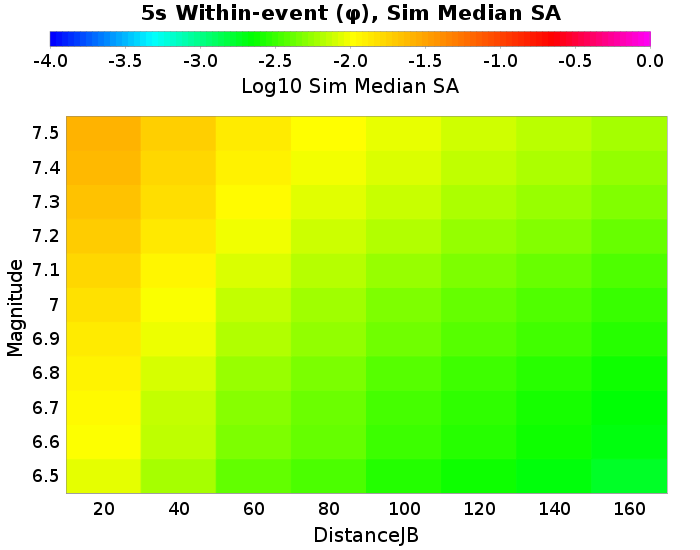 5s Within-event (φ), Sim Median SA
-4.0 -3.5 -3.0 -2.5 -2.0 -1.5 -1.0 -0.5 0.0
Log10 Sim Median SA
7.5
7.4
7.3
7.2
7.1
7
6.9
6.8
6.7
6.6
6.5
Magnitude
20 40 60 80 100 120 140 160
DistanceJB